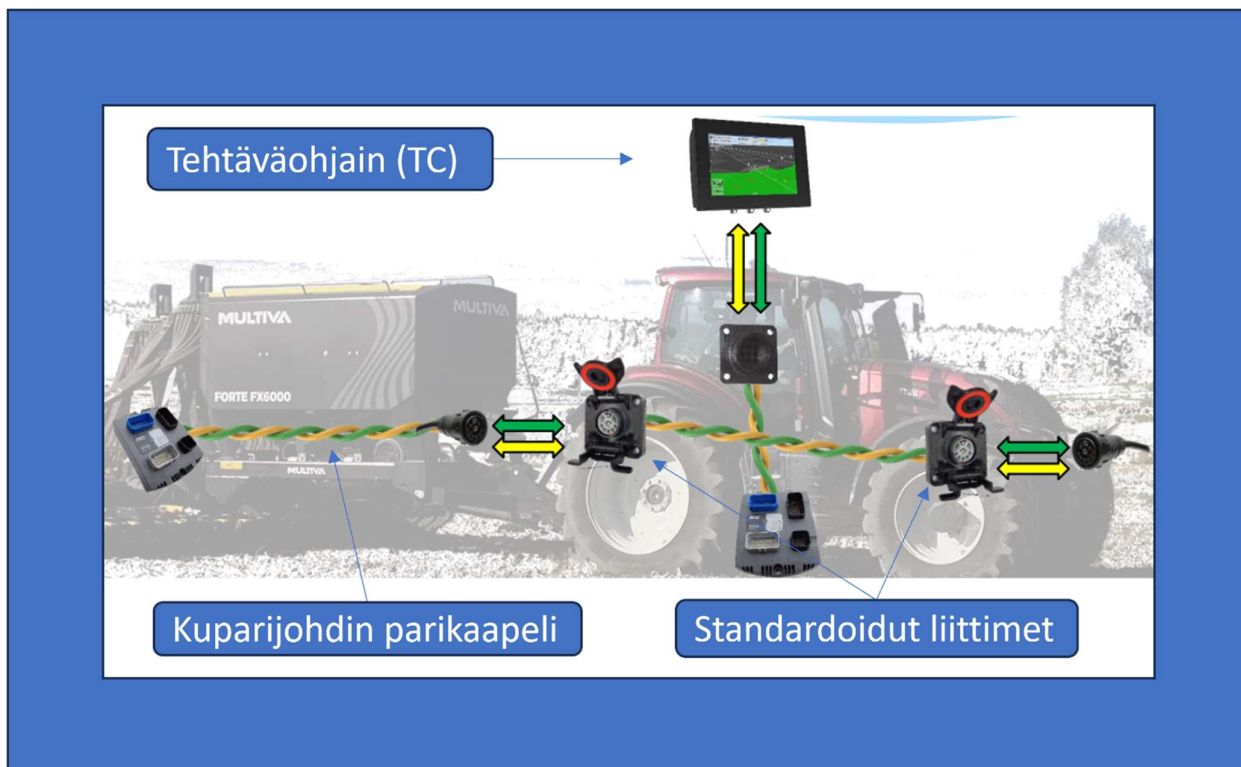 Tehtäväohjain (TC)
MULTIVA
MULTIVA
FORTE FX6000
MULTIVA
Kuparijohdin parikaapeli
Standardoidut liittimet